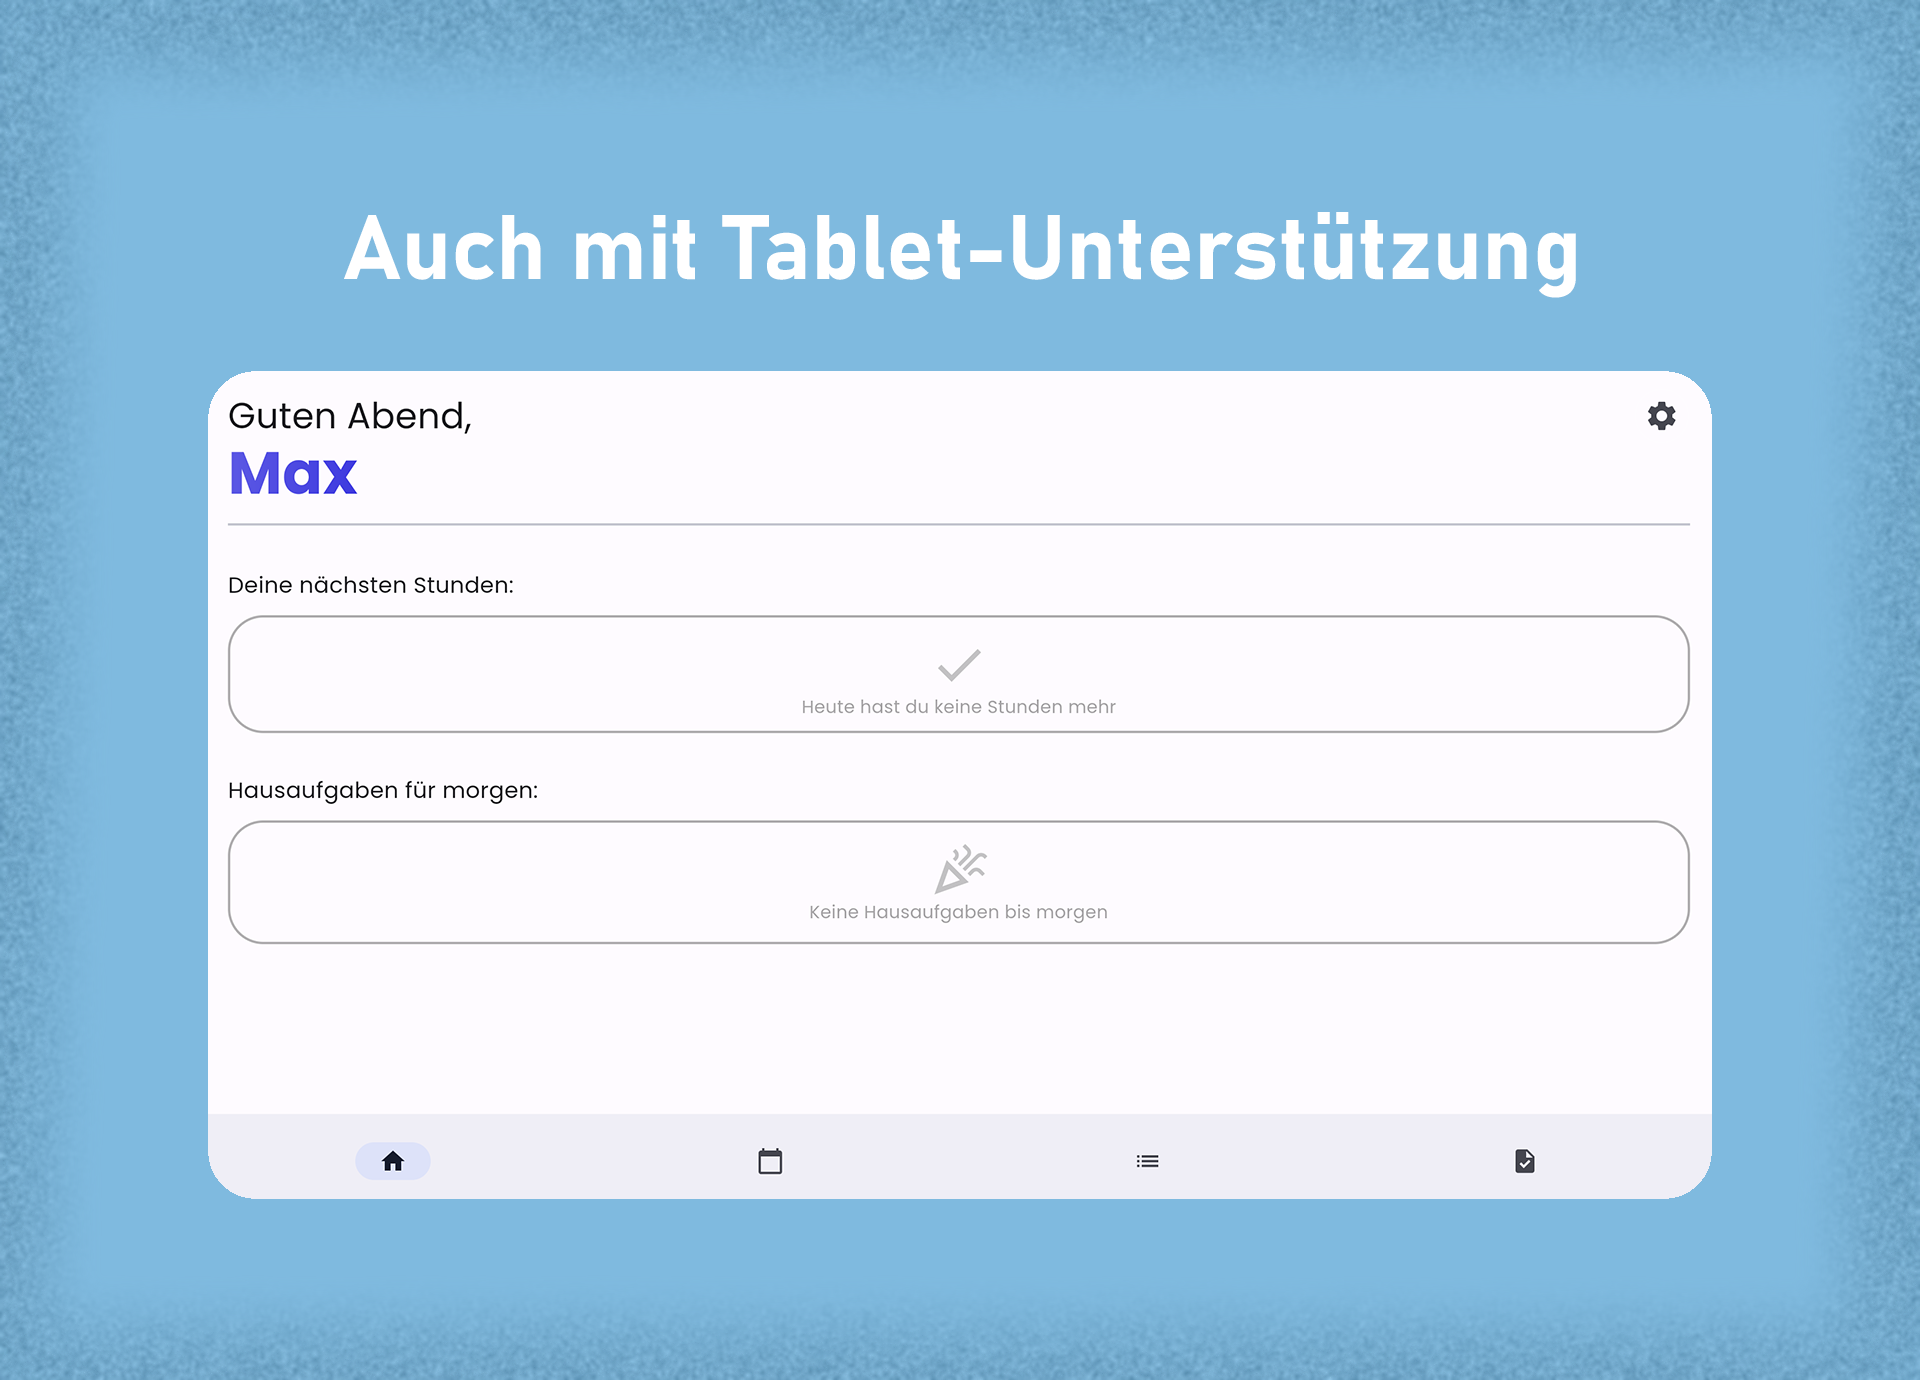 Auch mit Tablet-Unterstützung
Guten Abend,
Max
Deine nächsten Stunden:
Heute hast du keine Stunden mehr
Hausaufgaben für morgen:
Keine Hausaufgaben bis morgen